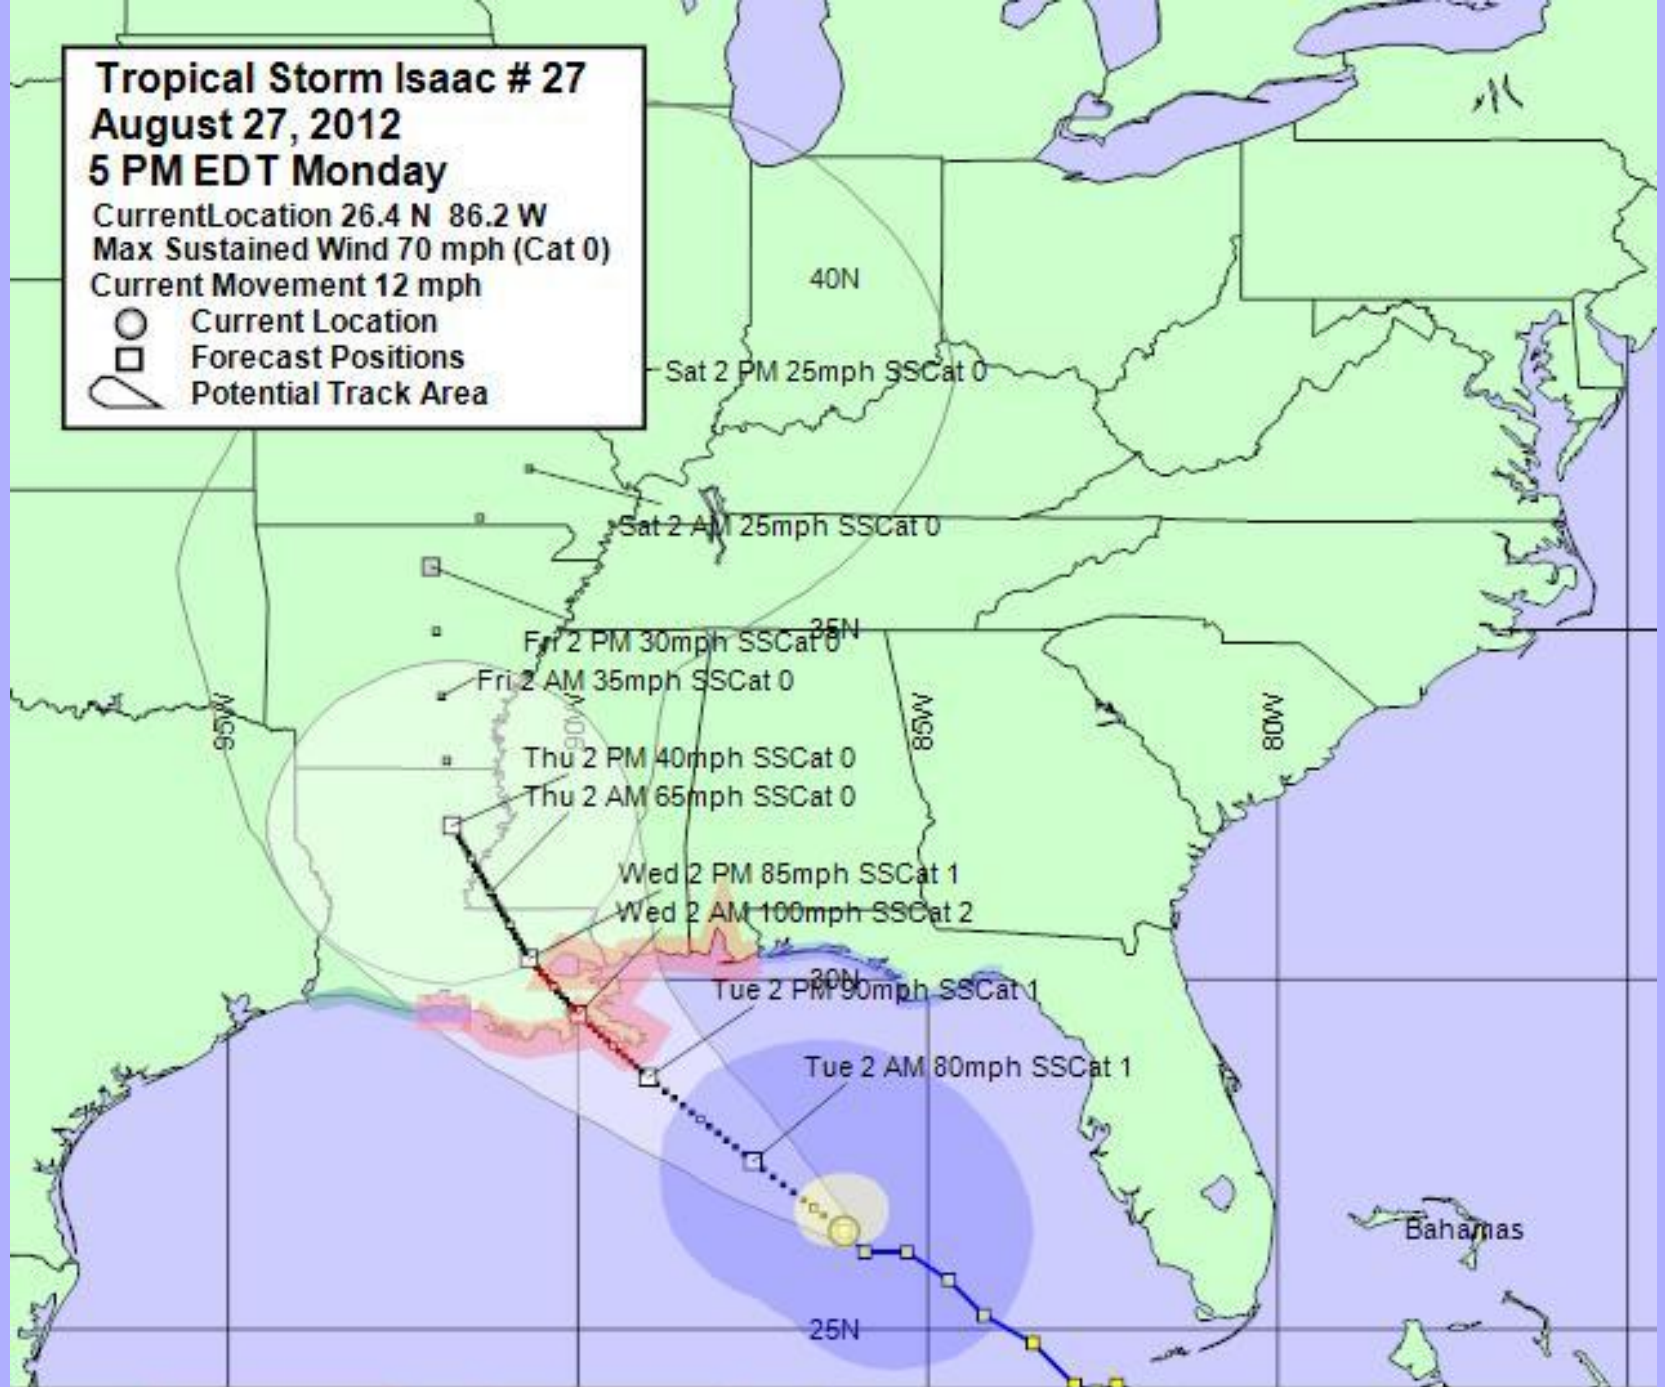 Tropical Storm Isaac # 27
August 27, 2012
5 PM EDT Monday
CurrentLocation 26.4 N 86.2 W
Max Sustained Wind 70 mph (Cat 0)
Current Movement 12 mph
Current Location
Forecast Positions
Potential Track Area
40N
Sat 2 PM 25mph SSCat 0
Sat 2 AM 25mph SSCat 0
35N
Fri 2 PM 30mph SSCat 0
Fri 2 AM 35mph SSCat 0
95W
90W
85W
80W
Thu 2 PM 40mph SSCat 0
Thu 2 AM 65mph SSCat 0
Wed 2 PM 85mph SSCat 1
Wed 2 AM 100mph SSCat 2
30N
Tue 2 PM 90mph SSCat 1
Tue 2 AM 80mph SSCat 1
Bahamas
25N